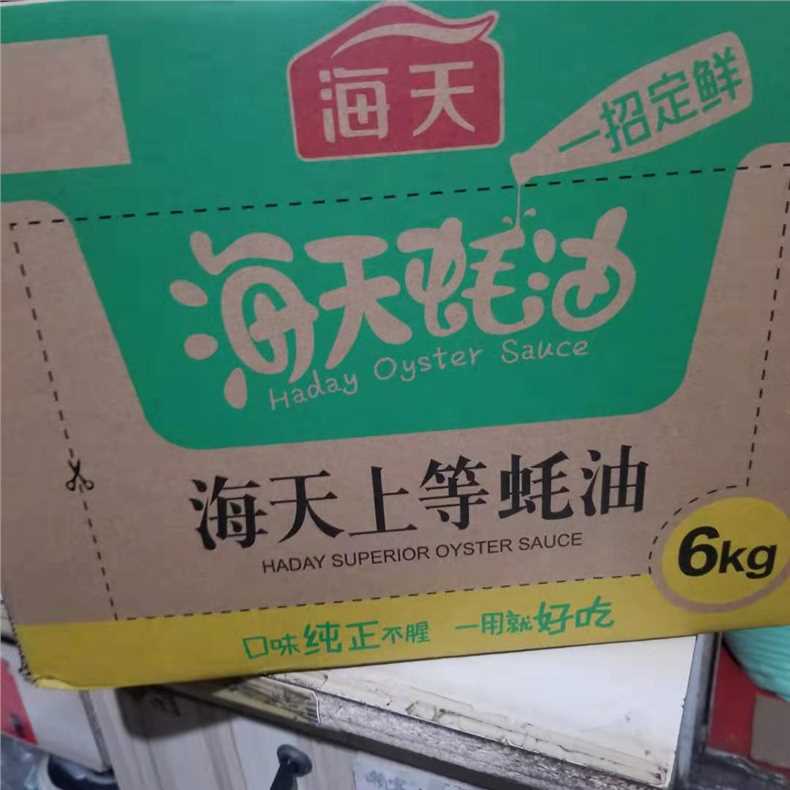 海天
一招定鲜
海天蚝油
Haday Oyster Sauce
海天上等蚝油
HADAY SUPERIOR OYSTER SAUCE
6kg
口味纯正不腥 一用就好吃